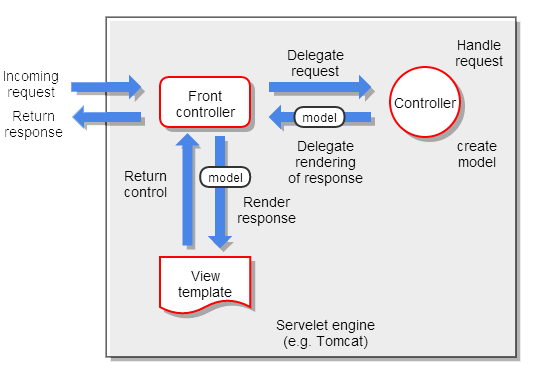 Incoming
request
Return
response
Front
controller
Delegate
request
Handle
request
Controller
model
Delegate
rendering
of response
create
model
Return
control
model
Render
response
View
template
Servelet engine
(e.g. Tomcat)